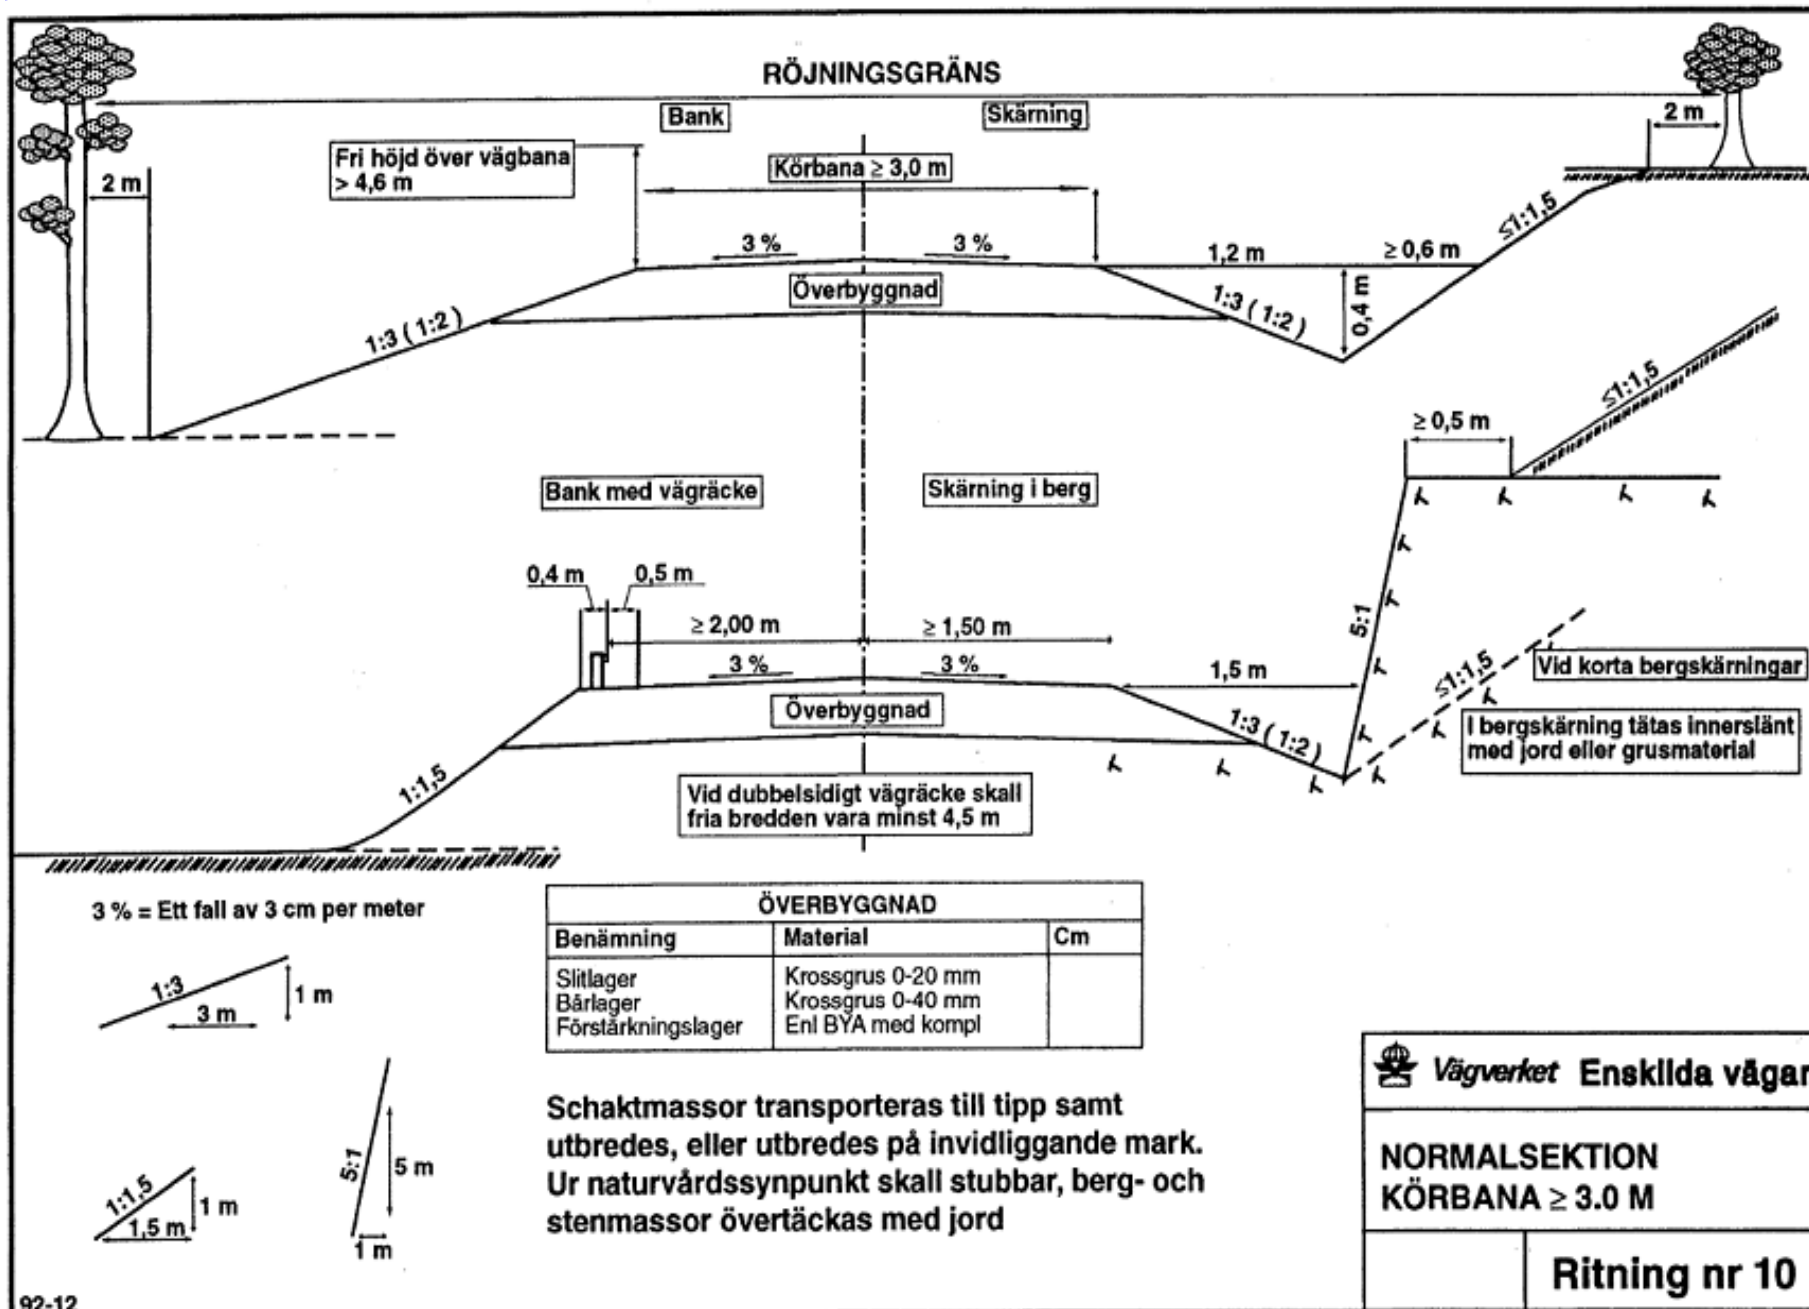 RÖJNINGSGRÄNS
Bank
Skärning
2 m
Fri höjd över vägbana
> 4,6 m
Körbana ≥ 3,0 m
2 m
3 %
3 %
1,2 m
≥ 0,6 m
≤1:1,5
Överbyggnad
1:3 ( 1:2 )
1:3 ( 1:2 )
0,4 m
≤1:1,5
≥ 0,5 m
Bank med vägräcke
Skärning i berg
0,4 m
0,5 m
≥ 2,00 m
≥ 1,50 m
5:1
3 %
3 %
1,5 m
≤1:1,5
Vid korta bergskärningar
Överbyggnad
1:3 ( 1:2 )
I bergskärning tätas innerslänt
med jord eller grusmaterial
1:1,5
Vid dubbelsidigt vägräcke skall
fria bredden vara minst 4,5 m
3 % = Ett fall av 3 cm per meter
1:3
3 m
1 m
1:1,5
1,5 m
1 m
5:1
5 m
1 m
ÖVERBYGGNAD
Benämning Material Cm
Slitlager Krossgrus 0-20 mm
Bärlager Krossgrus 0-40 mm
Förstärkningslager Enl BYA med kompl
Schaktmassor transporteras till tipp samt
utbredes, eller utbredes på invidliggande mark.
Ur naturvårdssynpunkt skall stubbar, berg- och
stenmassor övertäckas med jord
Vägverket Enskilda vägar
NORMALSEKTION
KÖRBANA ≥ 3.0 M
Ritning nr 10
92-12